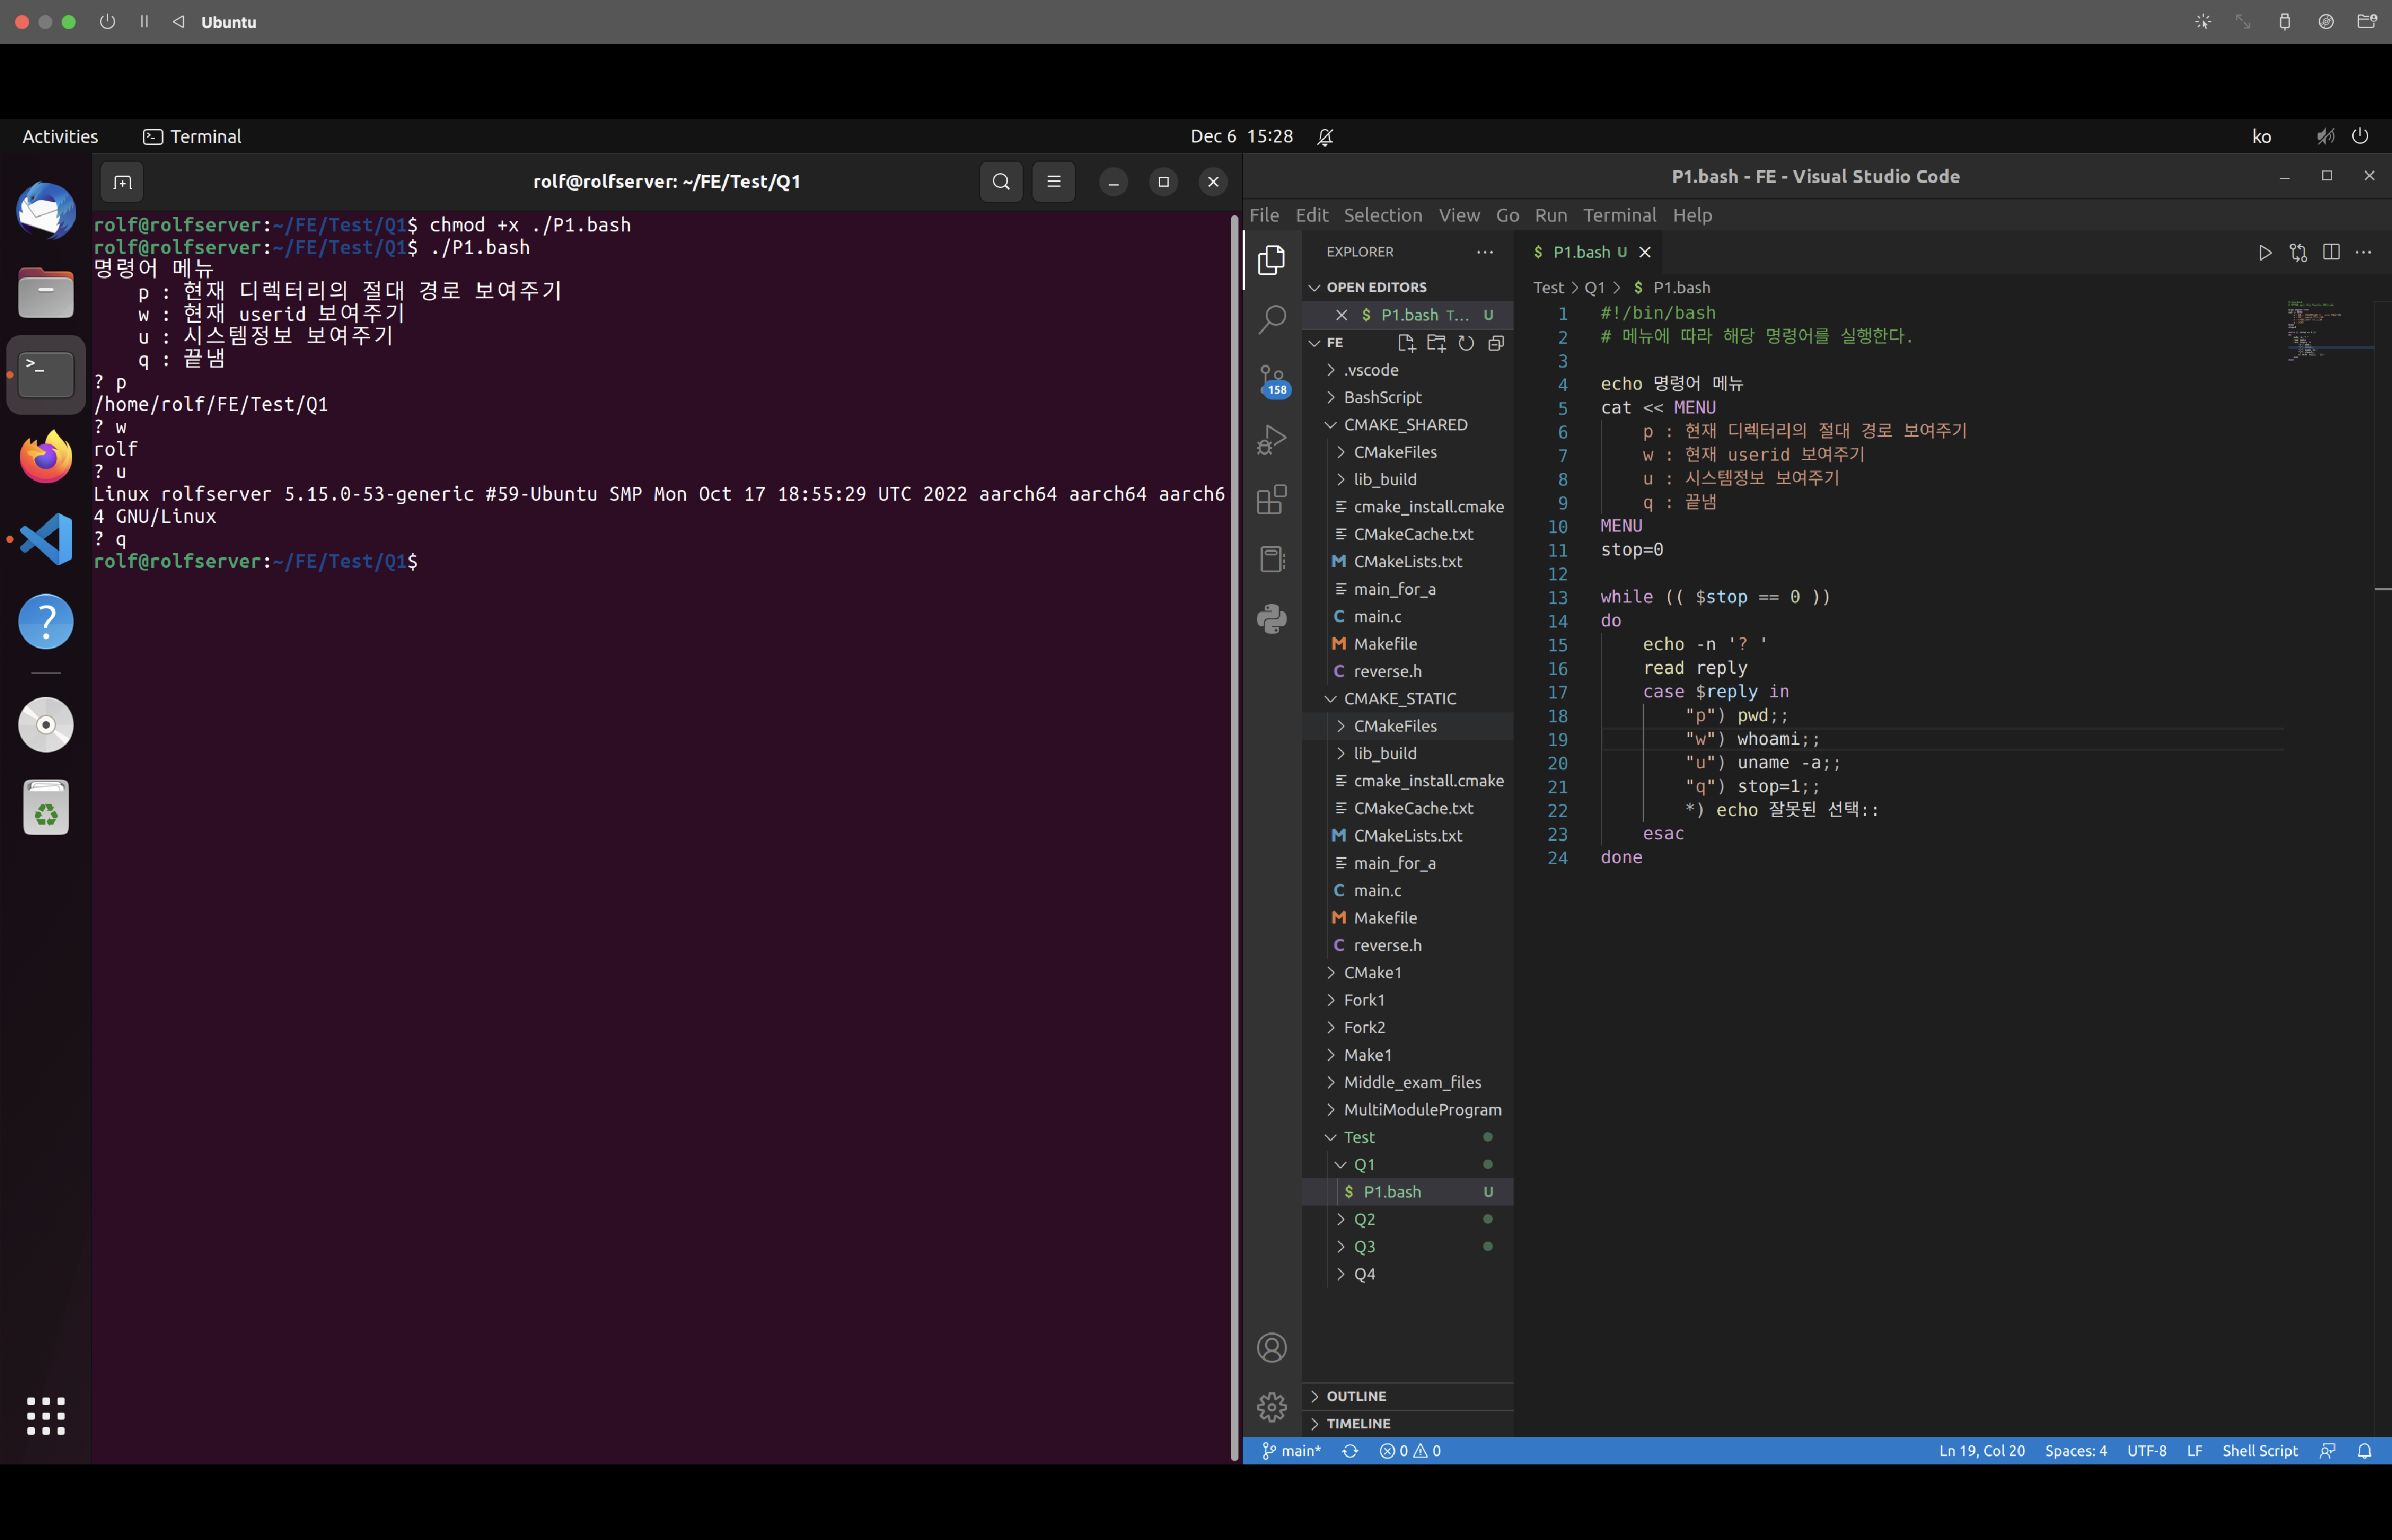 Ubuntu
Activities
Terminal
Dec 6 15:28
ko
rolf@rolfserver: ~/FE/Test/Q1
rolf@rolfserver:~/FE/Test/Q1$ chmod +x ./P1.bash
rolf@rolfserver:~/FE/Test/Q1$ ./P1.bash
명령어 메뉴
p : 현재 디렉터리의 절대 경로 보여주기
w : 현재 userid 보여주기
u : 시스템정보 보여주기
q : 끝냄
? p
/home/rolf/FE/Test/Q1
? w
rolf
? u
Linux rolfserver 5.15.0-53-generic #59-Ubuntu SMP Mon Oct 17 18:55:29 UTC 2022 aarch64 aarch64 aarch6
4 GNU/Linux
? q
rolf@rolfserver:~/FE/Test/Q1$
P1.bash - FE - Visual Studio Code
File Edit Selection View Go Run Terminal Help
EXPLORER
OPEN EDITORS
$ P1.bash T... U
FE
158
.vscode
BashScript
CMAKE_SHARED
CMakeFiles
lib_build
cmake_install.cmake
CMakeCache.txt
M CMakeLists.txt
main_for_a
C main.c
M Makefile
C reverse.h
CMAKE_STATIC
CMakeFiles
lib_build
cmake_install.cmake
CMakeCache.txt
M CMakeLists.txt
main_for_a
C main.c
M Makefile
C reverse.h
CMake1
Fork1
Fork2
Make1
Middle_exam_files
MultiModuleProgram
Test
Q1
$ P1.bash U
Q2
Q3
Q4
OUTLINE
TIMELINE
$ P1.bash U
Test > Q1 > $ P1.bash
1 #!/bin/bash
2 # 메뉴에 따라 해당 명령어를 실행한다.
3
4 echo 명령어 메뉴
5 cat << MENU
6 p : 현재 디렉터리의 절대 경로 보여주기
7 w : 현재 userid 보여주기
8 u : 시스템정보 보여주기
9 q : 끝냄
10 MENU
11 stop=0
12
13 while (( $stop == 0 ))
14 do
15 echo -n '? '
16 read reply
17 case $reply in
18 "p") pwd;;
19 "w") whoami;;
20 "u") uname -a;;
21 "q") stop=1;;
22 *) echo 잘못된 선택::
23 esac
24 done
main* 0 0
Ln 19, Col 20 Spaces: 4 UTF-8 LF Shell Script